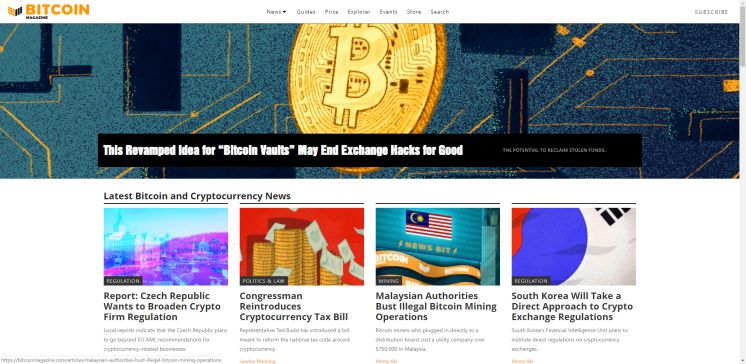 BITCOIN
MAGAZINE
News Guides Price Explorer Events Store Search
SUBSCRIBE
This Revamped Idea for “Bitcoin Vaults” May End Exchange Hacks for Good
THE POTENTIAL TO RECLAIM STOLEN FUNDS.
Latest Bitcoin and Cryptocurrency News
NEWS BIT
BITCOIN
REGULATION
POLITICS & LAW
MINING
REGULATION
Report: Czech Republic
Wants to Broaden Crypto
Firm Regulation
Local reports indicate that the Czech Republic plans
to go beyond EU AML recommendations for
cryptocurrency-related businesses.
Congressman
Reintroduces
Cryptocurrency Tax Bill
Representative Ted Budd has introduced a bill
meant to reform the national tax code around
cryptocurrency.
Landon Manning
Malaysian Authorities
Bust Illegal Bitcoin Mining
Operations
Bitcoin miners who plugged in directly to a
distribution board cost a utility company over
$760,000 in Malaysia.
Jimmy Aki
South Korea Will Take a
Direct Approach to Crypto
Exchange Regulations
South Korea's Financial Intelligence Unit plans to
institute direct regulations on cryptocurrency
exchanges.
Jimmy Aki
https://bitcoinmagazine.com/articles/malaysian-authorities-bust-illegal-bitcoin-mining-operations